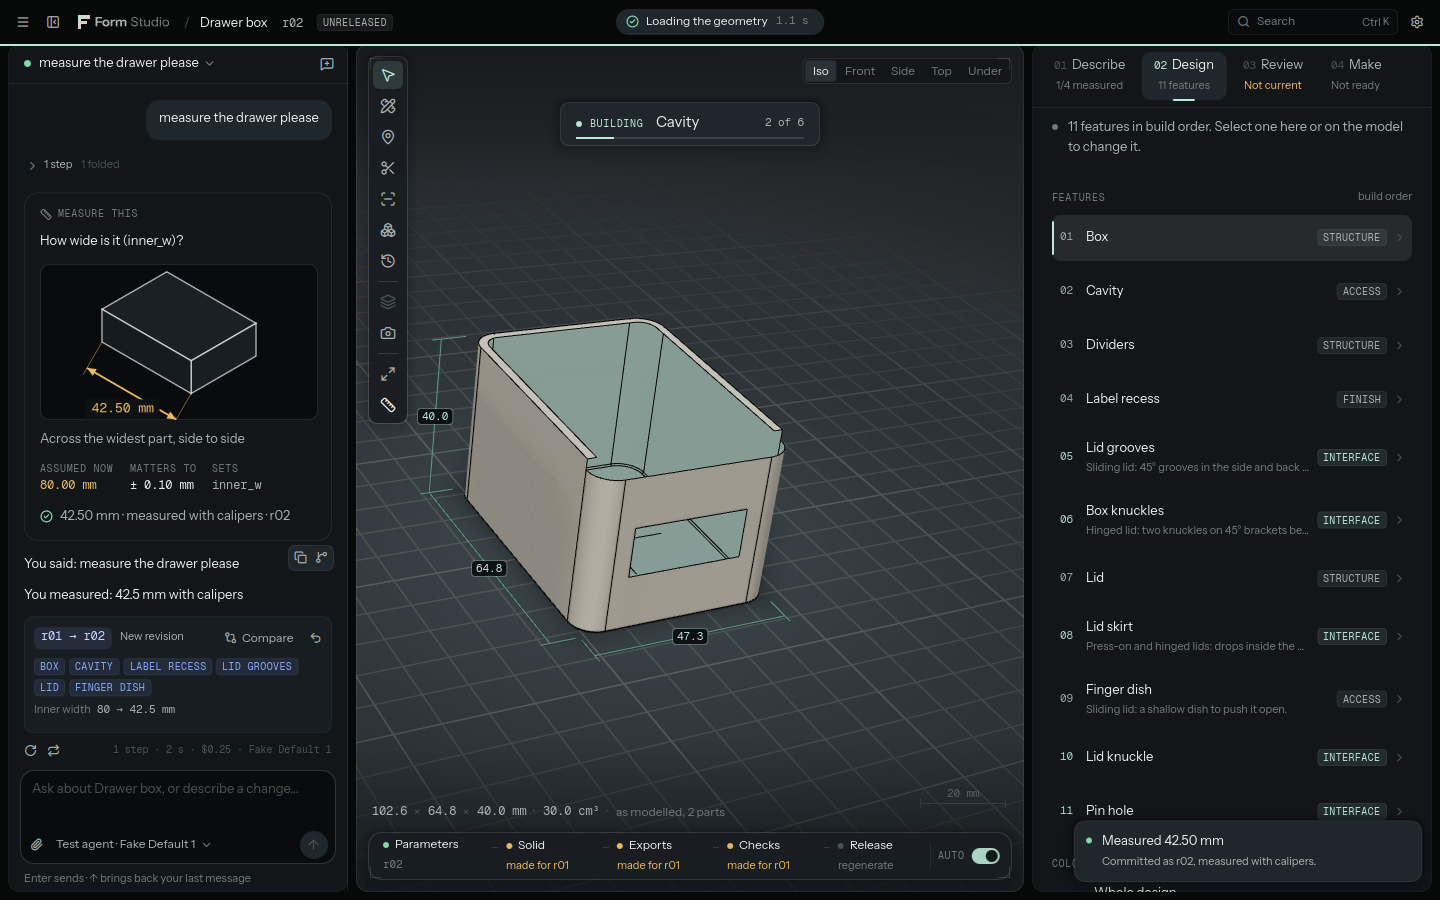 Form Studio / Drawer box r02 UNRELEASED
Loading the geometry 1.1 s
Search Ctrl K
measure the drawer please
measure the drawer please
1 step 1 folded
MEASURE THIS
How wide is it (inner_w)?
42.50 mm
Across the widest part, side to side
ASSUMED NOW MATTERS TO SETS
80.00 mm ± 0.10 mm inner_w
42.50 mm · measured with calipers · r02
You said: measure the drawer please
You measured: 42.5 mm with calipers
r01 → r02 New revision Compare
BOX CAVITY LABEL RECESS LID GROOVES
LID FINGER DISH
Inner width 80 → 42.5 mm
1 step · 2 s · $0.25 · Fake Default 1
Ask about Drawer box, or describe a change...
Test agent · Fake Default 1
Enter sends · ↑ brings back your last message
Iso Front Side Top Under
BUILDING Cavity 2 of 6
40.0
64.8
47.3
20 mm
102.6 × 64.8 × 40.0 mm · 30.0 cm³ · as modelled, 2 parts
Parameters
r02
Solid
made for r01
Exports
made for r01
Checks
made for r01
Release
regenerate
AUTO
01 Describe
1/4 measured
02 Design
11 features
03 Review
Not current
04 Make
Not ready
11 features in build order. Select one here or on the model
to change it.
FEATURES build order
01 Box STRUCTURE
02 Cavity ACCESS
03 Dividers STRUCTURE
04 Label recess FINISH
05 Lid grooves INTERFACE
Sliding lid: 45° grooves in the side and back ...
06 Box knuckles INTERFACE
Hinged lid: two knuckles on 45° brackets be...
07 Lid STRUCTURE
08 Lid skirt INTERFACE
Press-on and hinged lids: drops inside the ...
09 Finger dish ACCESS
Sliding lid: a shallow dish to push it open.
10 Lid knuckle INTERFACE
11 Pin hole INTERFACE
Measured 42.50 mm
Committed as r02, measured with calipers.
Whole design